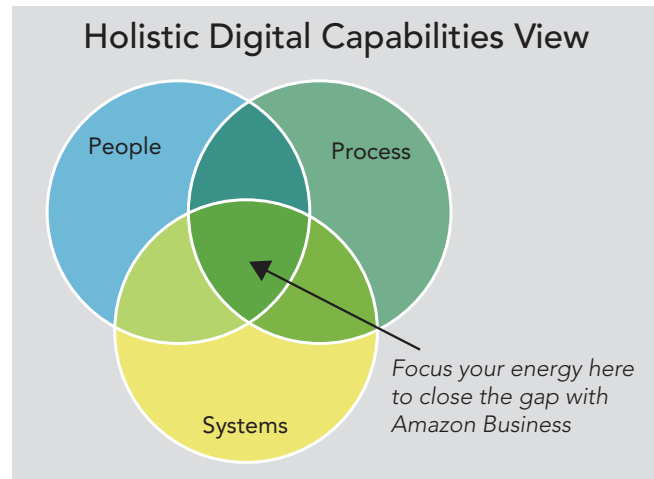 Holistic Digital Capabilities View
People
Process
Focus your energy here
to close the gap with
Amazon Business
Systems